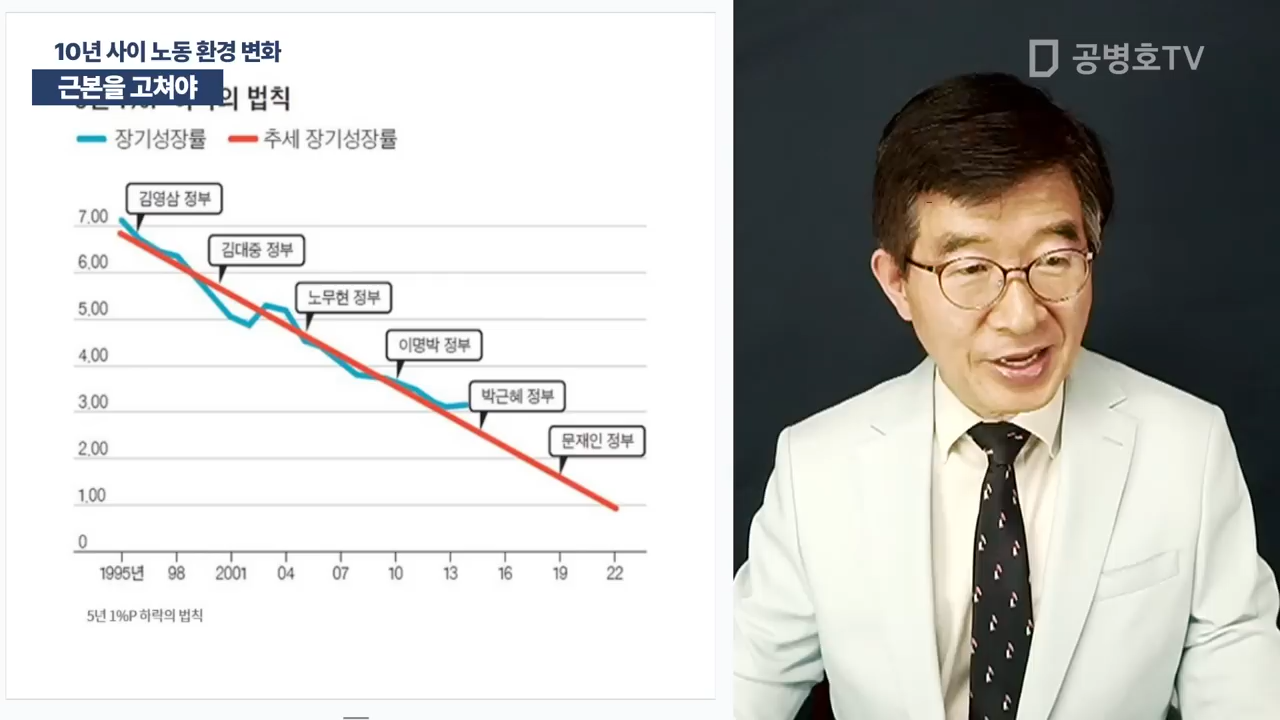 10년 사이 노동 환경 변화
근본을 고쳐야
의 법칙
장기성장률
추세 장기성장률
김영삼 정부
김대중 정부
노무현 정부
이명박 정부
박근혜 정부
문재인 정부
7.00
6.00
5.00
4.00
3.00
2.00
1.00
0
1995년 98 2001 04 07 10 13 16 19 22
5년 1%P 하락의 법칙
공병호TV